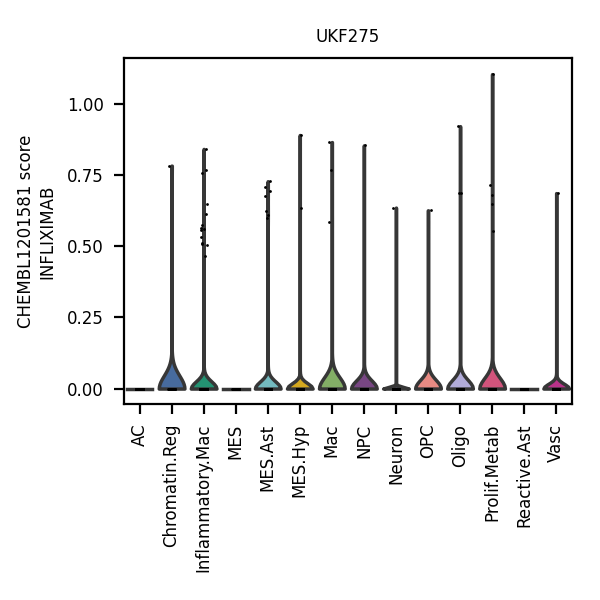 UKF275
CHEMBL1201581 score
INFLIXIMAB
1.00
0.75
0.50
0.25
0.00
AC
Chromatin.Reg
Inflammatory.Mac
MES
MES.Ast
MES.Hyp
Mac
NPC
Neuron
OPC
Oligo
Prolif.Metab
Reactive.Ast
Vasc